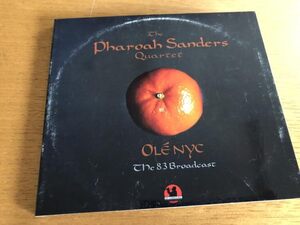 The
Pharoah Sanders
Quartet
Olé NYC
The 83 Broadcast